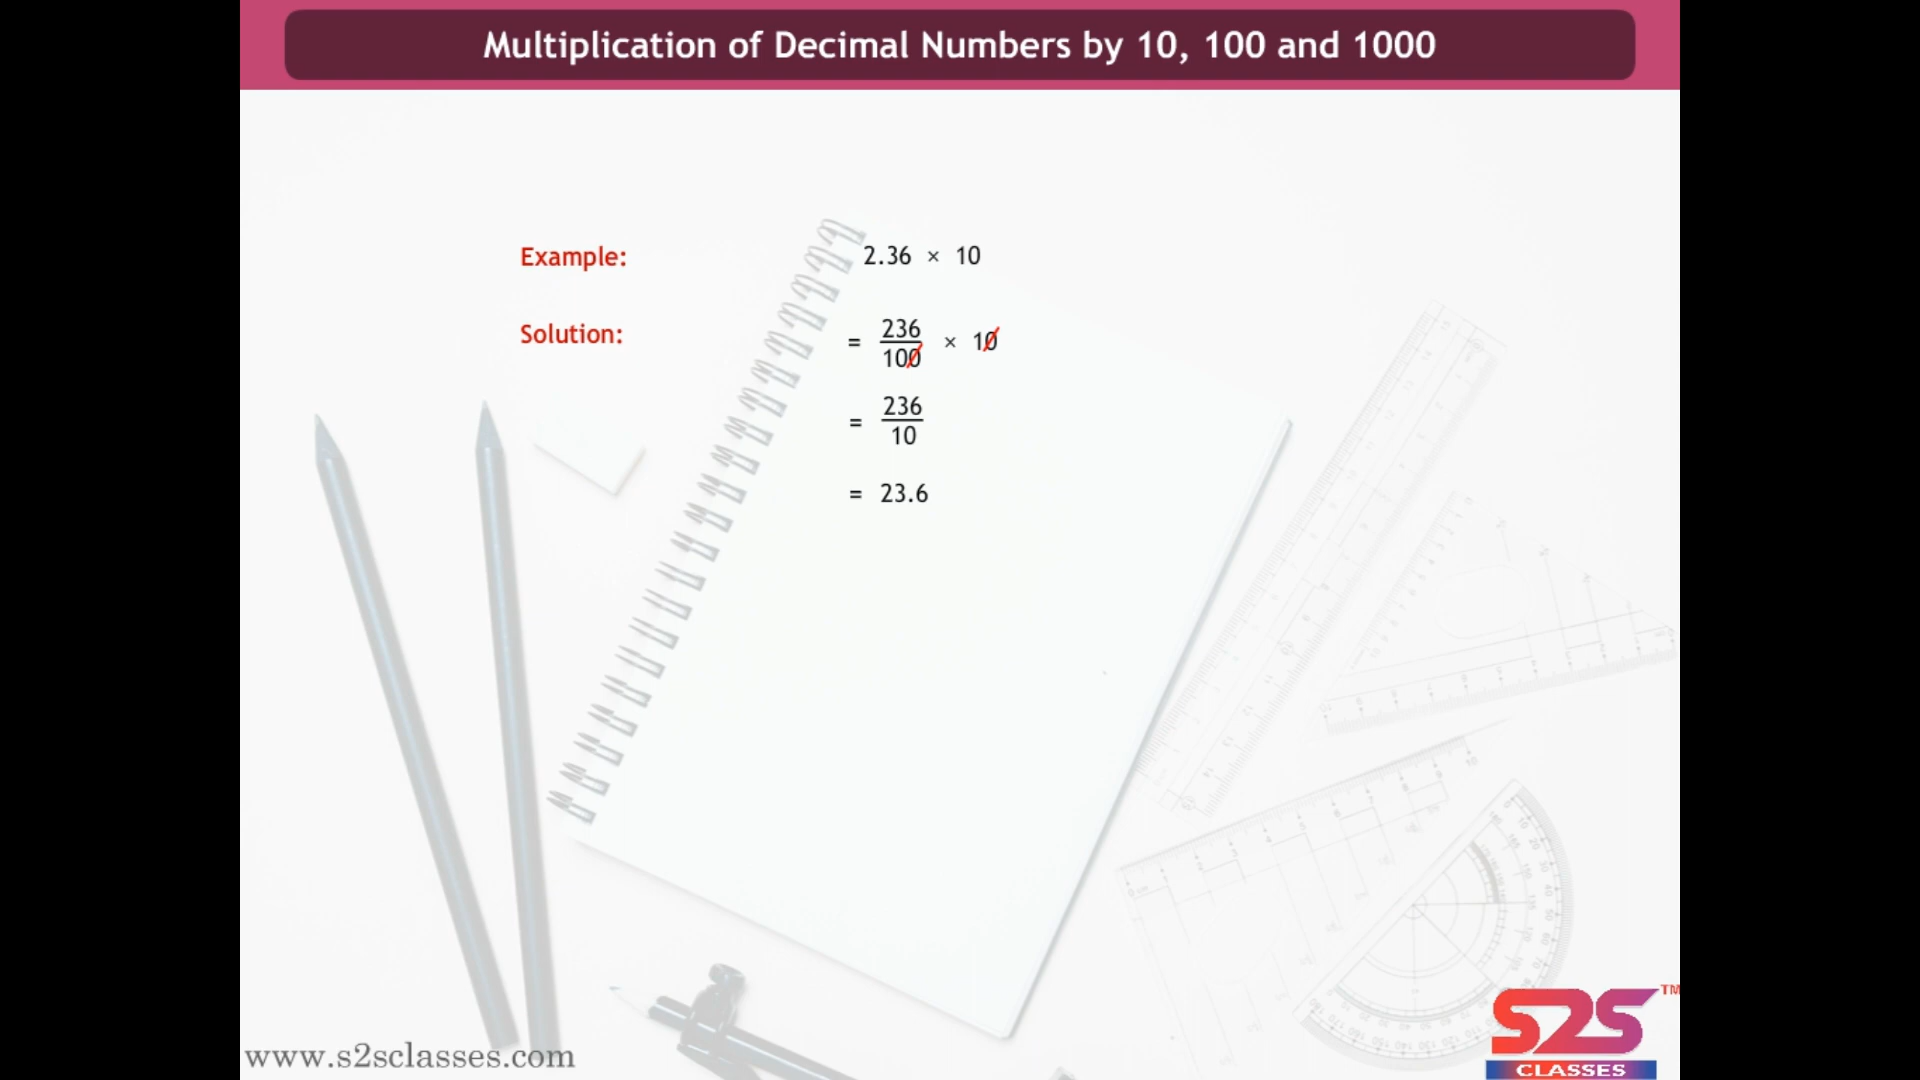 Multiplication of Decimal Numbers by 10, 100 and 1000
Example: 2.36 × 10
Solution: = 236/100 × 10
= 236/10
= 23.6
www.s2sclasses.com
S2S TM
CLASSES